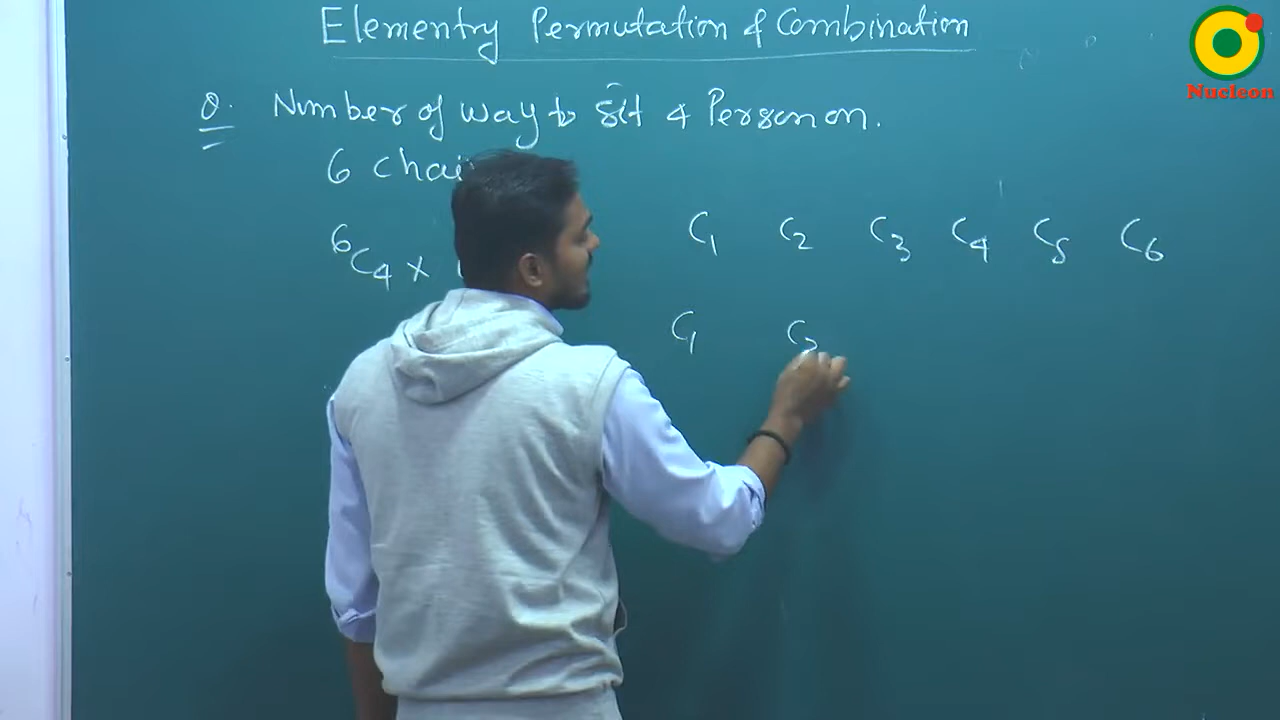 Elementry Permutation & Combination
Nucleon
Q. Number of way to sit 4 Person on.
6 chai
⁶C₄ ×
C₁ C₂ C₃ C₄ C₅ C₆
C₁ C₃